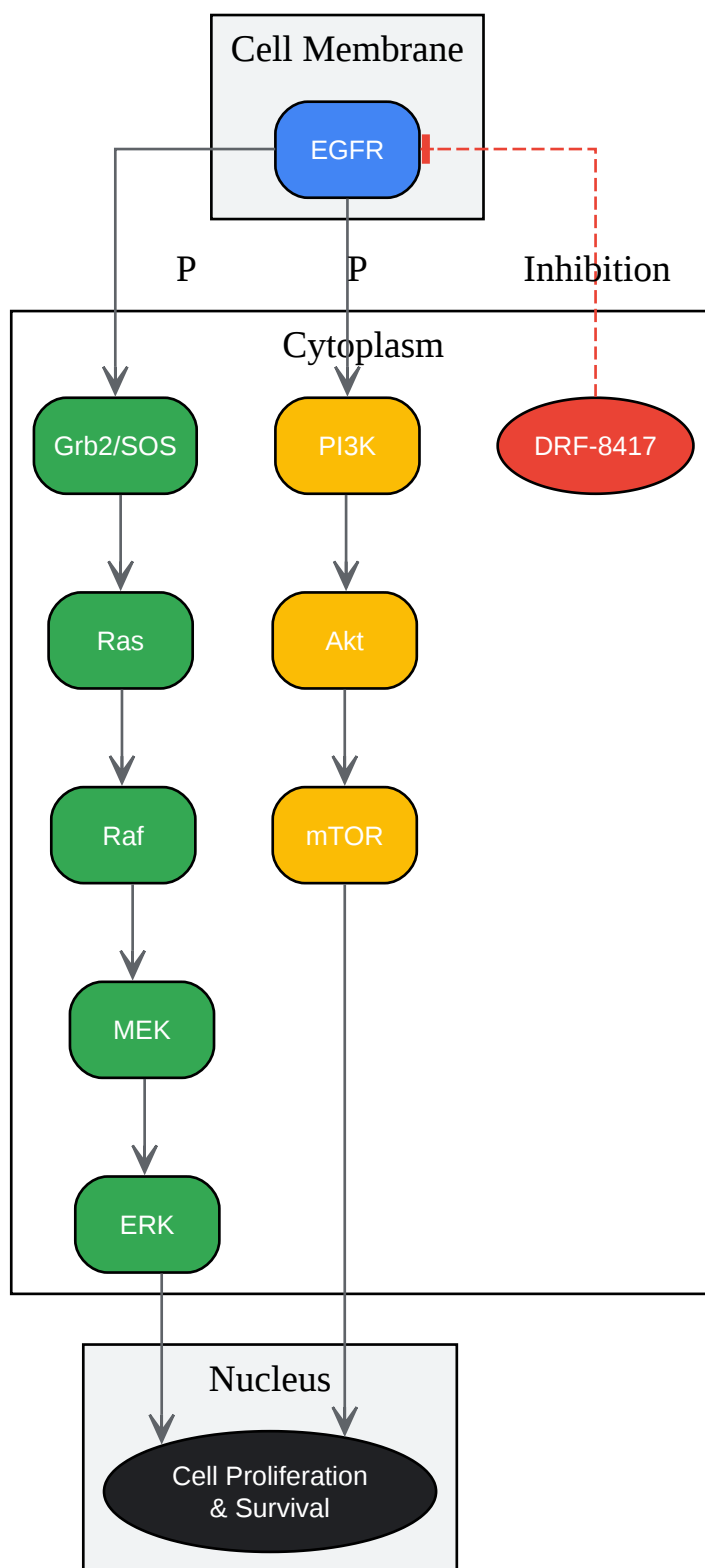 Cell Membrane
EGFR
P
P
Inhibition
Cytoplasm
Grb2/SOS
PI3K
DRF-8417
Ras
Akt
Raf
mTOR
MEK
ERK
Nucleus
Cell Proliferation
& Survival